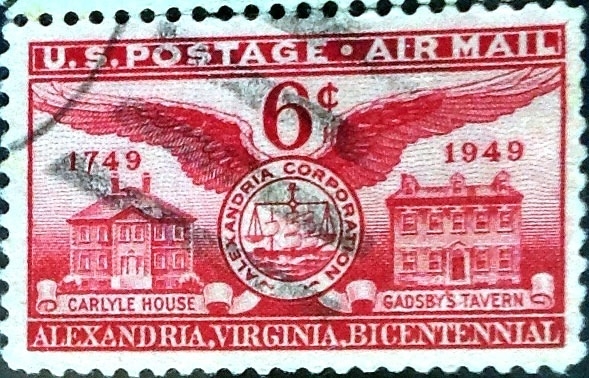 U.S. POSTAGE · AIR MAIL
6¢
1749
1949
ALEXANDRIA CORPORATION
CARLYLE HOUSE
GADSBY'S TAVERN
ALEXANDRIA, VIRGINIA, BICENTENNIAL